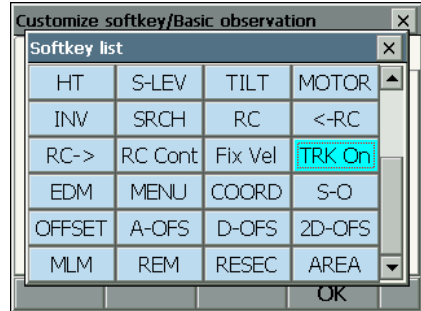 Customize softkey/Basic observation
Softkey list
HT S-LEV TILT MOTOR
INV SRCH RC <-RC
RC-> RC Cont Fix Vel TRK On
EDM MENU COORD S-O
OFFSET A-OFS D-OFS 2D-OFS
MLM REM RESEC AREA
OK